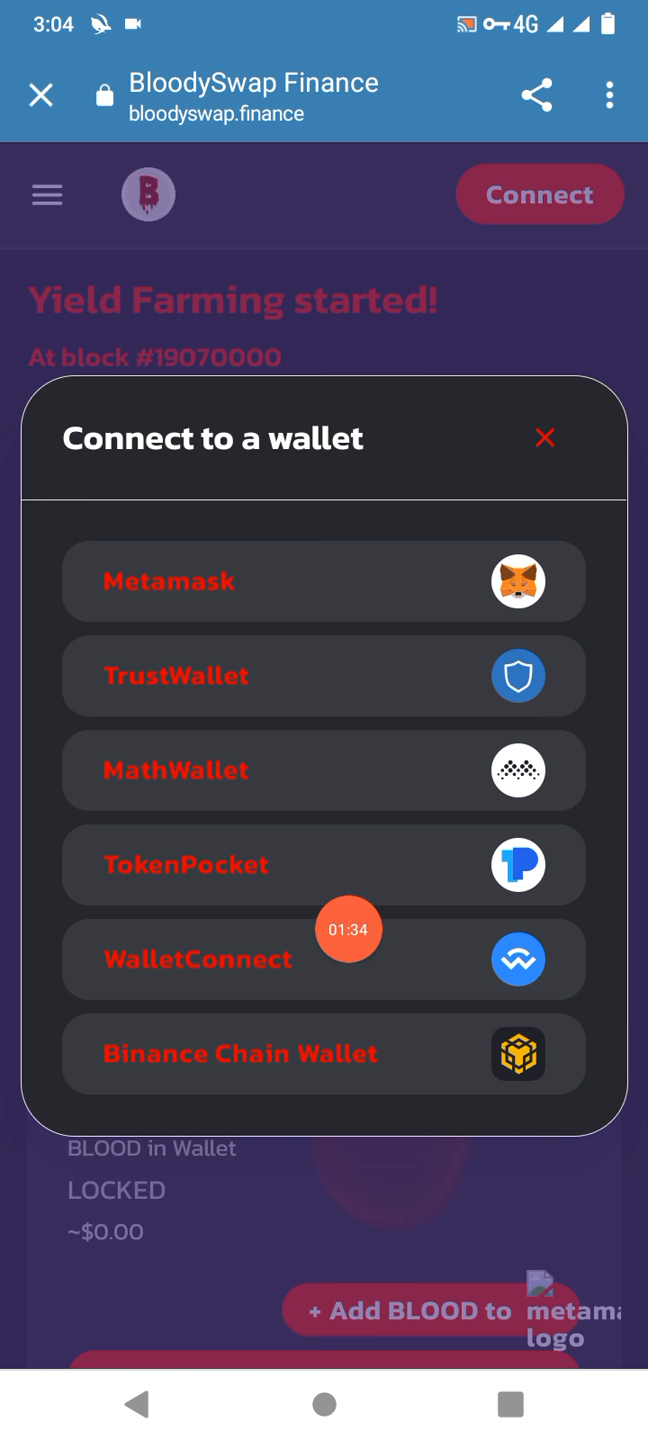 3:04
4G
BloodySwap Finance
bloodyswap.finance
B
Connect
Yield Farming started!
At block #19070000
Connect to a wallet
Metamask
TrustWallet
MathWallet
TokenPocket
01:34
WalletConnect
Binance Chain Wallet
BLOOD in Wallet
LOCKED
~$0.00
+ Add BLOOD to
metama
logo